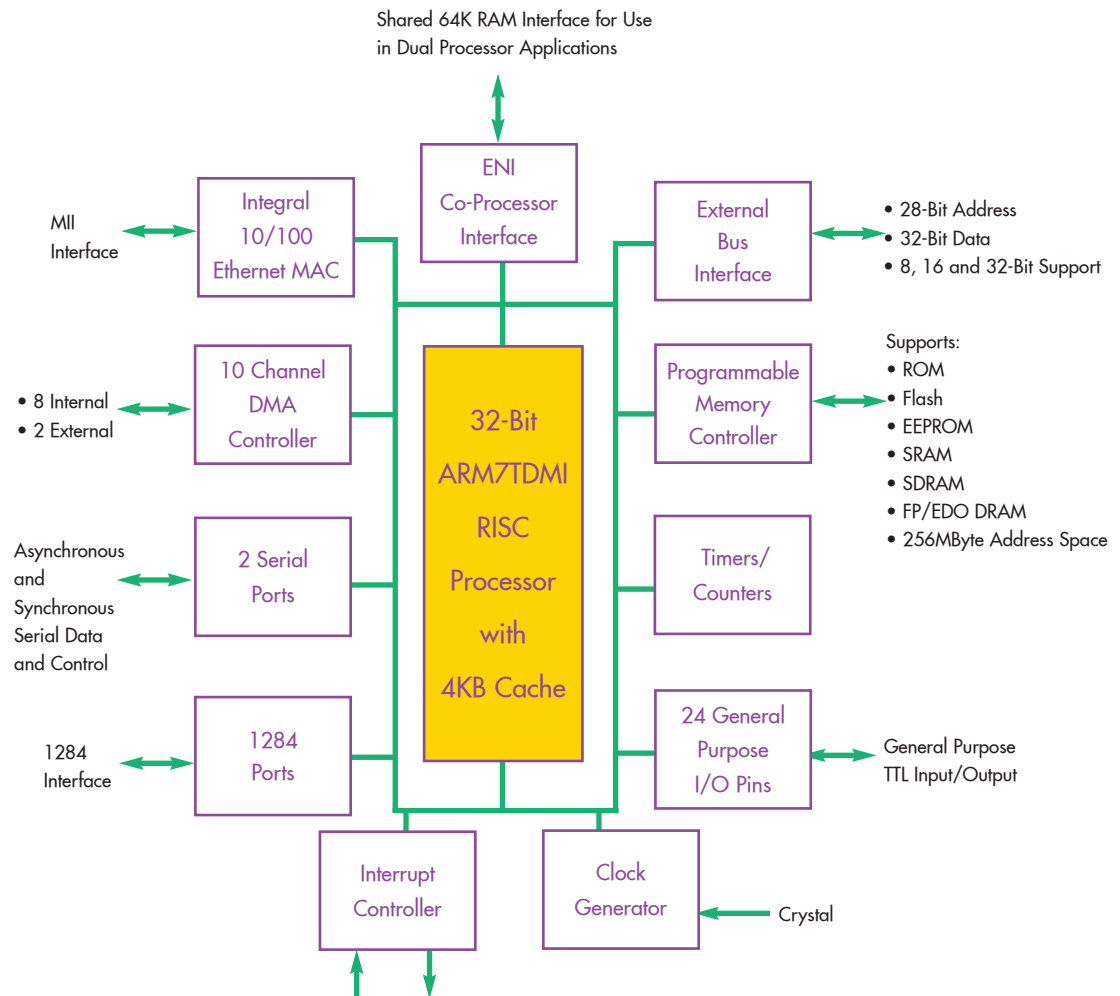 Shared 64K RAM Interface for Use
in Dual Processor Applications
ENI
Co-Processor
Interface
MII
Interface
Integral
10/100
Ethernet MAC
External
Bus
Interface
• 28-Bit Address
• 32-Bit Data
• 8, 16 and 32-Bit Support
• 8 Internal
• 2 External
10 Channel
DMA
Controller
32-Bit
ARM7TDMI
RISC
Processor
with
4KB Cache
Programmable
Memory
Controller
Supports:
• ROM
• Flash
• EEPROM
• SRAM
• SDRAM
• FP/EDO DRAM
• 256MByte Address Space
Asynchronous
and
Synchronous
Serial Data
and Control
2 Serial
Ports
Timers/
Counters
1284
Interface
1284
Ports
24 General
Purpose
I/O Pins
General Purpose
TTL Input/Output
Interrupt
Controller
Clock
Generator
Crystal